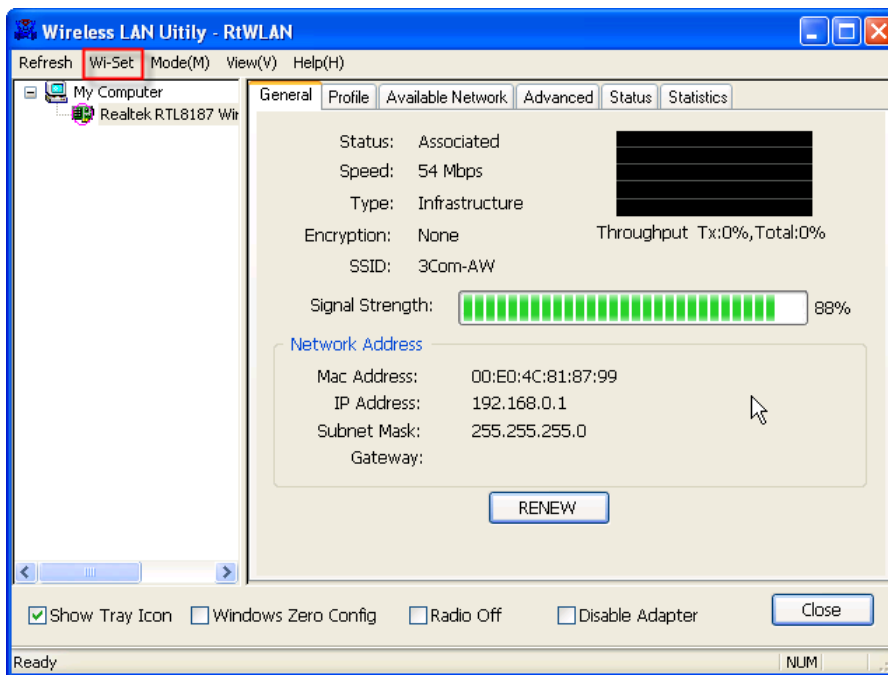 Wireless LAN Uitily - RtWLAN
Refresh Wi-Set Mode(M) View(V) Help(H)
My Computer
Realtek RTL8187 Wir
General Profile Available Network Advanced Status Statistics
Status: Associated
Speed: 54 Mbps
Type: Infrastructure
Encryption: None
Throughput Tx:0%,Total:0%
SSID: 3Com-AW
Signal Strength: 88%
Network Address
Mac Address: 00:E0:4C:81:87:99
IP Address: 192.168.0.1
Subnet Mask: 255.255.255.0
Gateway:
RENEW
Show Tray Icon Windows Zero Config Radio Off Disable Adapter Close
Ready NUM